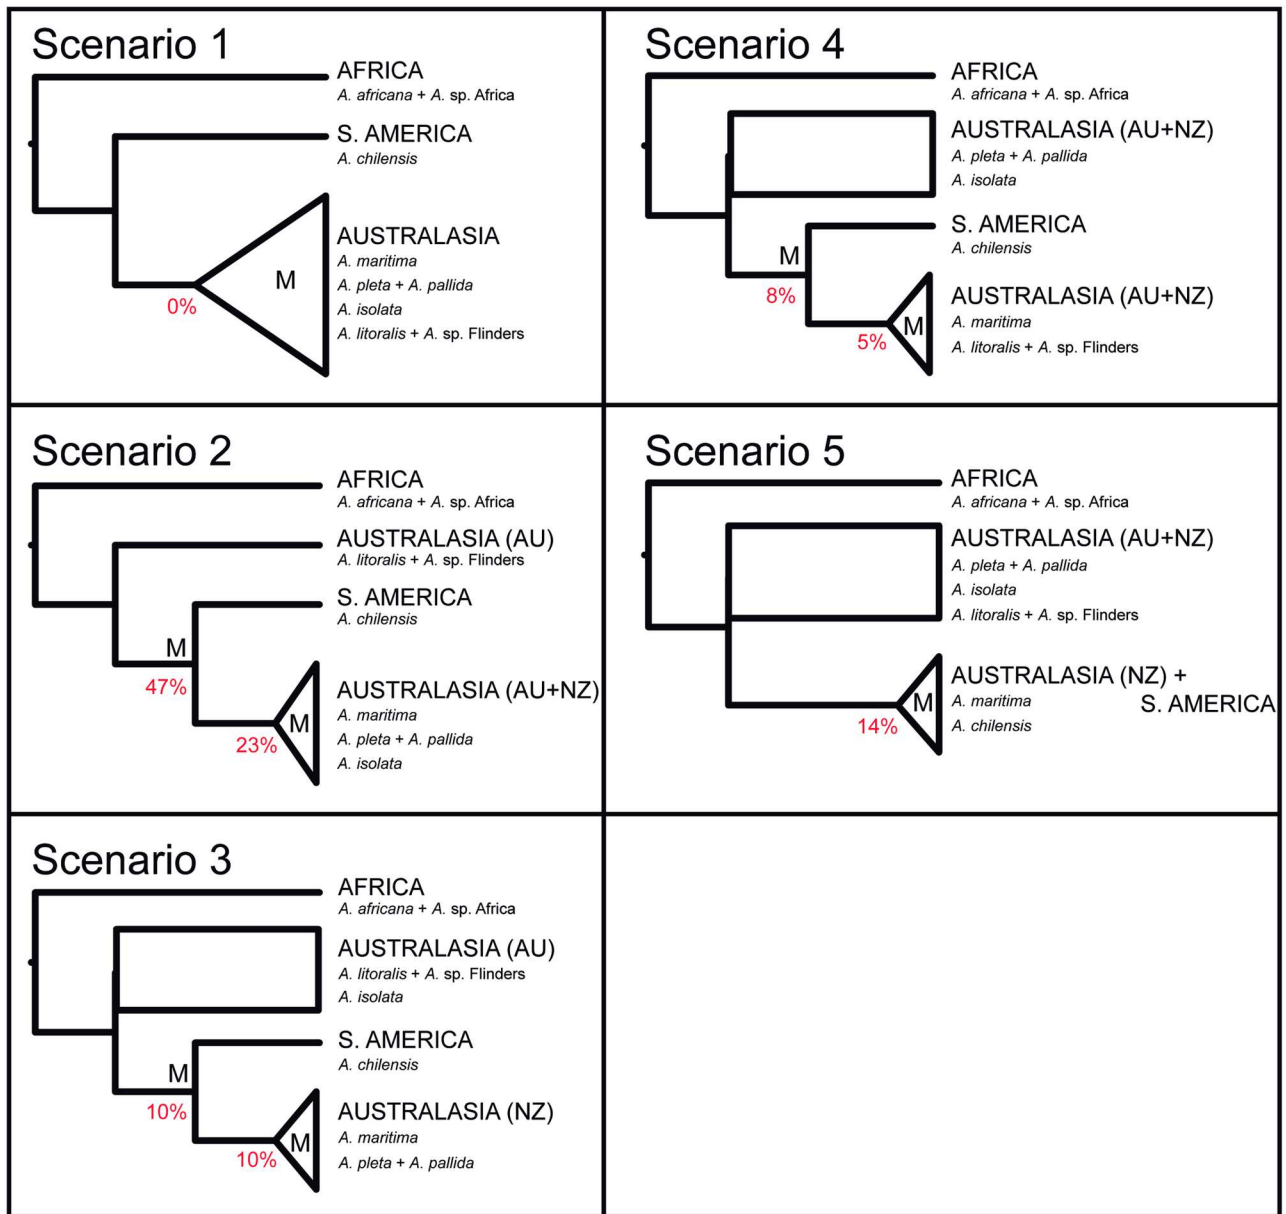 Scenario 1
AFRICA
A. africana + A. sp. Africa
S. AMERICA
A. chilensis
AUSTRALASIA
A. maritima
M
A. pleta + A. pallida
0%
A. isolata
A. litoralis + A. sp. Flinders
Scenario 2
AFRICA
A. africana + A. sp. Africa
AUSTRALASIA (AU)
A. litoralis + A. sp. Flinders
S. AMERICA
A. chilensis
M
47%
AUSTRALASIA (AU+NZ)
A. maritima
M
23%
A. pleta + A. pallida
A. isolata
Scenario 3
AFRICA
A. africana + A. sp. Africa
AUSTRALASIA (AU)
A. litoralis + A. sp. Flinders
A. isolata
S. AMERICA
A. chilensis
M
10%
AUSTRALASIA (NZ)
A. maritima
M
10%
A. pleta + A. pallida
Scenario 4
AFRICA
A. africana + A. sp. Africa
AUSTRALASIA (AU+NZ)
A. pleta + A. pallida
A. isolata
S. AMERICA
A. chilensis
M
8%
AUSTRALASIA (AU+NZ)
A. maritima
M
5%
A. litoralis + A. sp. Flinders
Scenario 5
AFRICA
A. africana + A. sp. Africa
AUSTRALASIA (AU+NZ)
A. pleta + A. pallida
A. isolata
A. litoralis + A. sp. Flinders
AUSTRALASIA (NZ) +
S. AMERICA
A. maritima
M
14%
A. chilensis